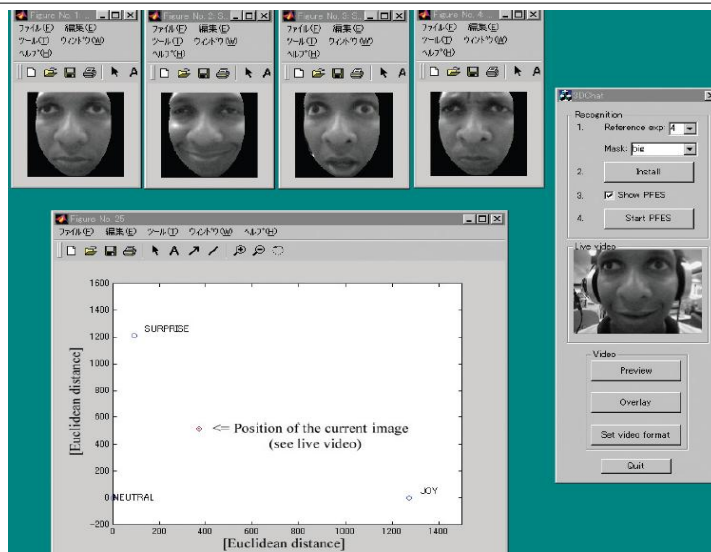 Figure No. 1:
ファイル(F) 編集(E)
ツール(T) ウィンドウ(W)
ヘルプ(H)
A
Figure No. 2: S..
ファイル(F) 編集(E)
ツール(T) ウィンドウ(W)
ヘルプ(H)
A
Figure No. 3: S..
ファイル(F) 編集(E)
ツール(T) ウィンドウ(W)
ヘルプ(H)
A
Figure No. 4:
ファイル(F) 編集(E)
ツール(T) ウィンドウ(W)
ヘルプ(H)
A
Figure No. 25
ファイル(F) 編集(E) ツール(T) ウィンドウ(W) ヘルプ(H)
A
[Euclidean distance]
1600
1400
1200
1000
800
600
400
200
0
-200
SURPRISE
<= Position of the current image
(see live video)
NEUTRAL
JOY
0 200 400 600 800 1000 1200 1400
[Euclidean distance]
3DChat
Recognition
1. Reference exp: 4
Mask: big
2. Install
3. Show PFES
4. Start PFES
Live video
Video
Preview
Overlay
Set video format
Quit